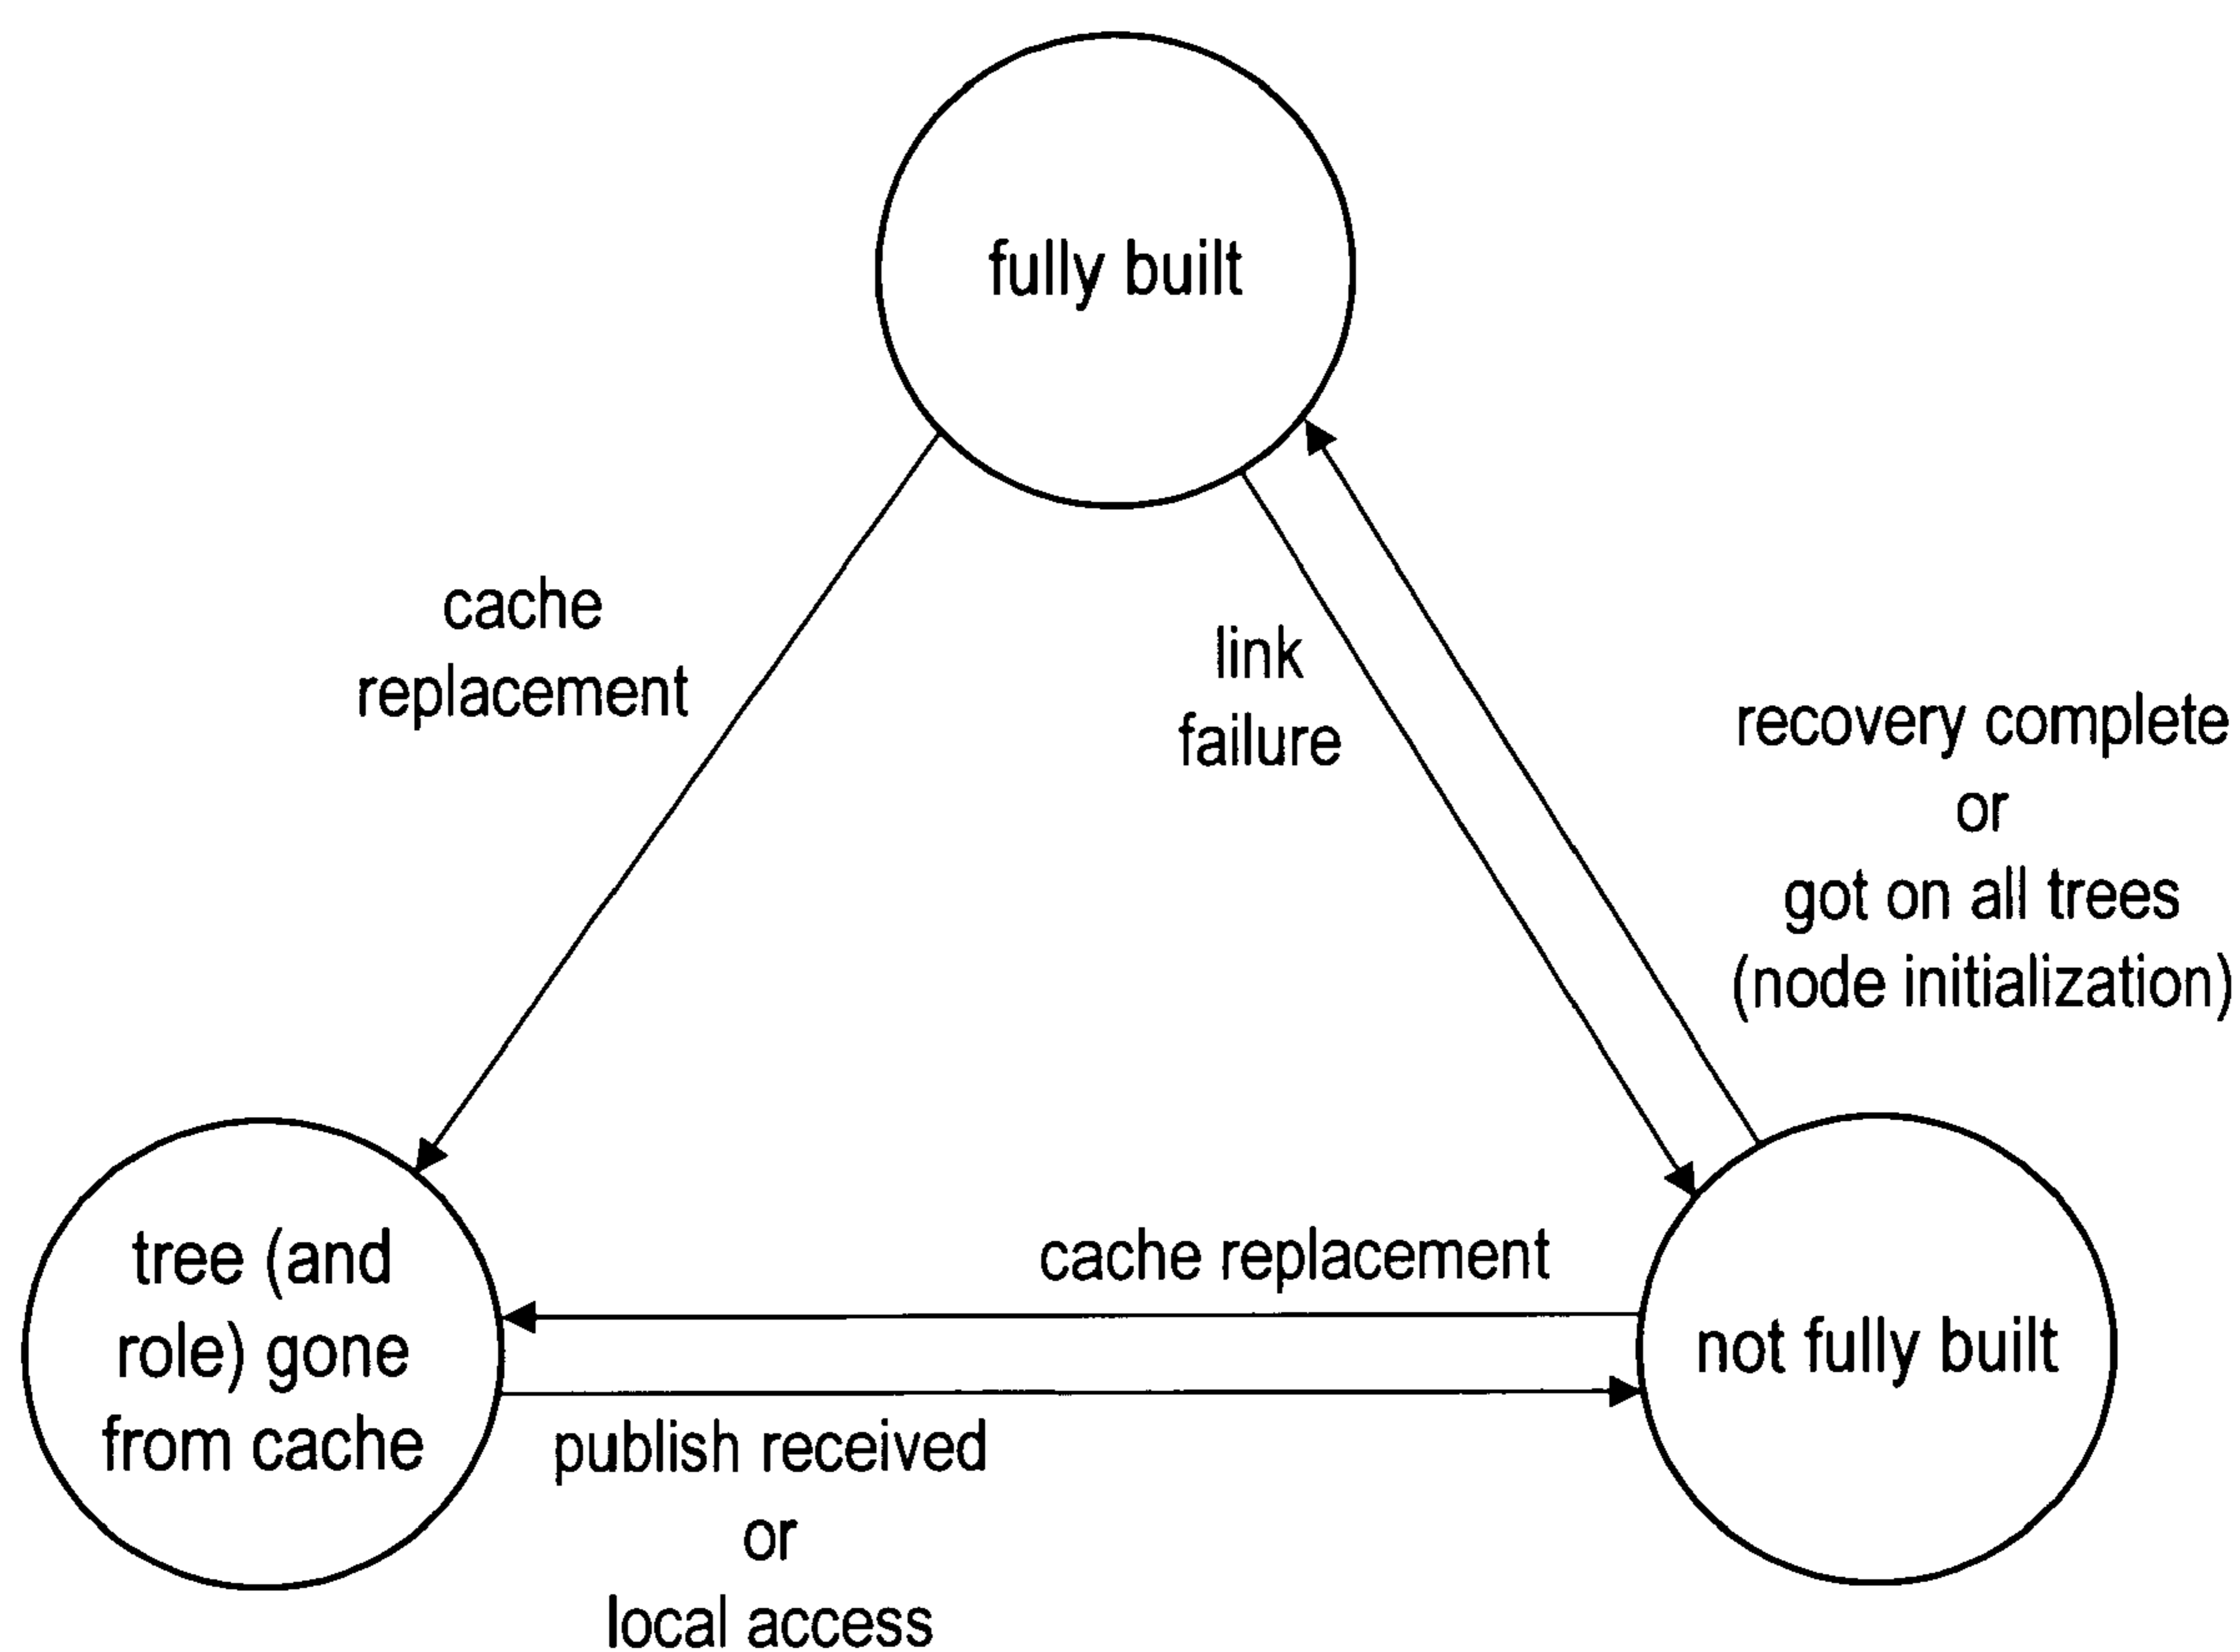 fully built
cache
replacement
link
failure
recovery complete
or
got on all trees
(node initialization)
tree (and
role) gone
from cache
cache replacement
not fully built
publish received
or
local access